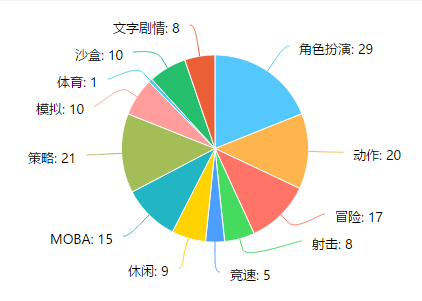 文字剧情: 8
角色扮演: 29
沙盒: 10
体育: 1
模拟: 10
动作: 20
策略: 21
冒险: 17
MOBA: 15
射击: 8
休闲: 9
竞速: 5